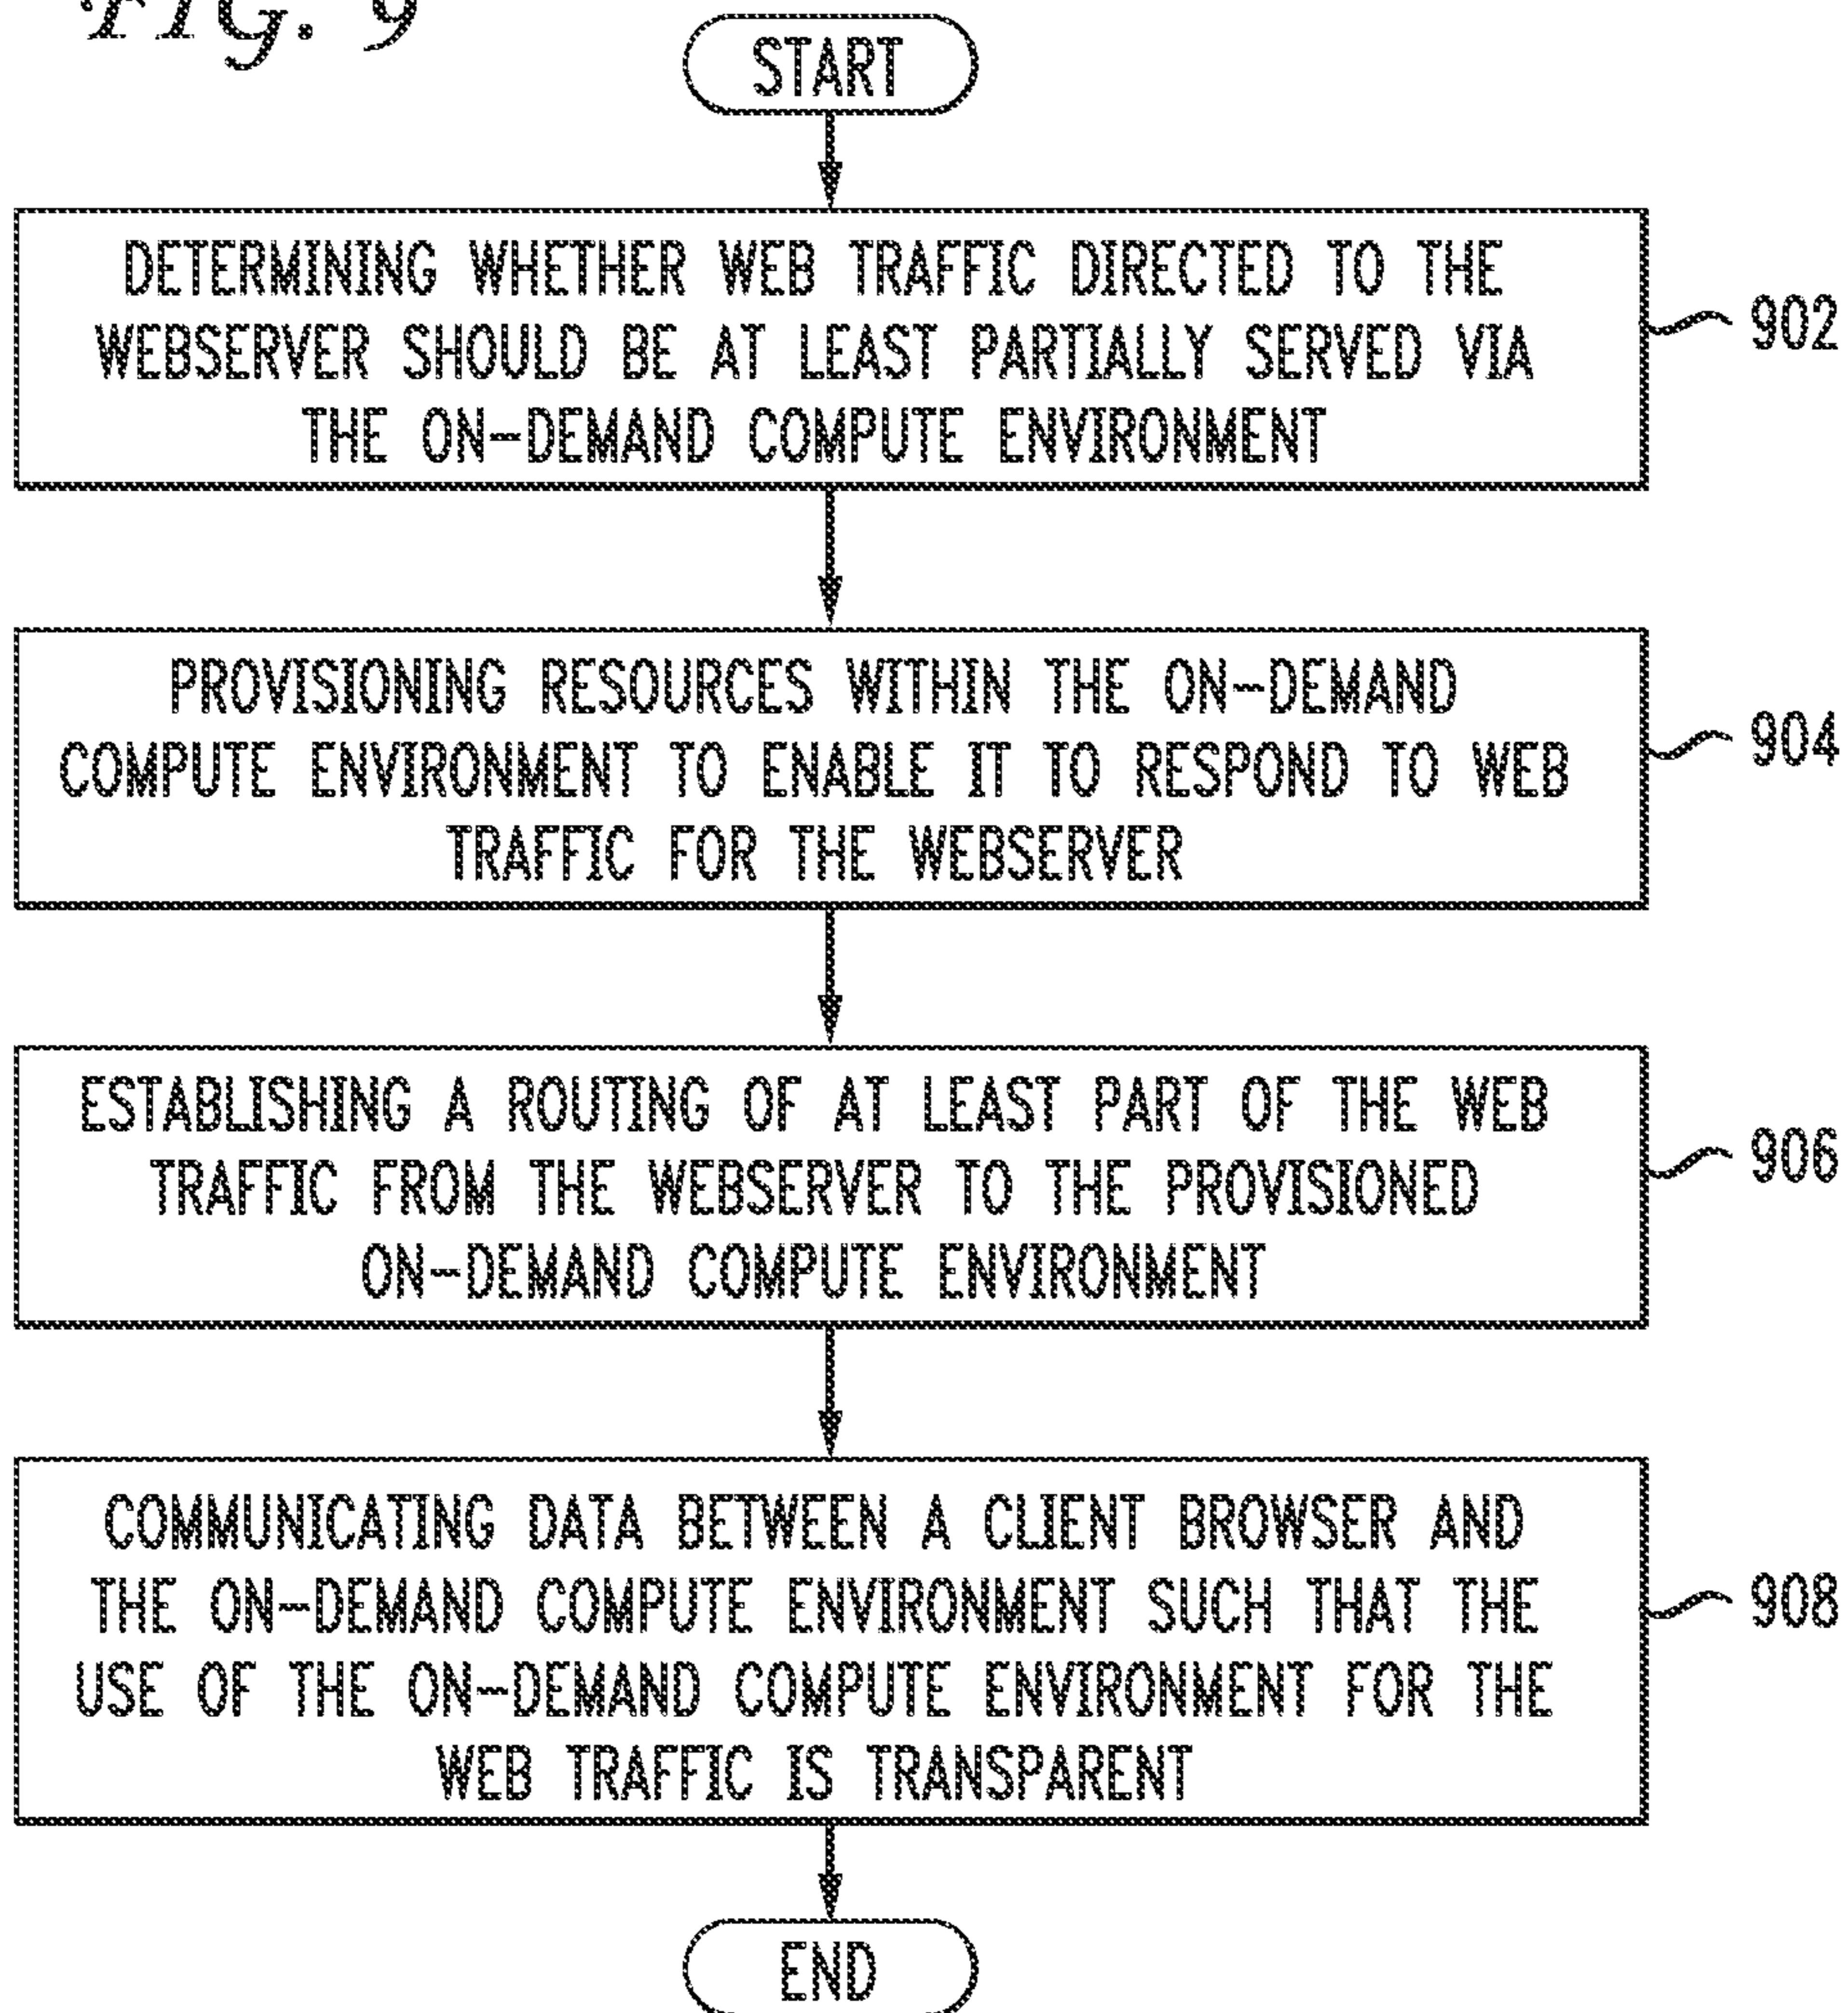 FIG. 9
START
DETERMINING WHETHER WEB TRAFFIC DIRECTED TO THE
WEBSERVER SHOULD BE AT LEAST PARTIALLY SERVED VIA
THE ON-DEMAND COMPUTE ENVIRONMENT
902
PROVISIONING RESOURCES WITHIN THE ON-DEMAND
COMPUTE ENVIRONMENT TO ENABLE IT TO RESPOND TO WEB
TRAFFIC FOR THE WEBSERVER
904
ESTABLISHING A ROUTING OF AT LEAST PART OF THE WEB
TRAFFIC FROM THE WEBSERVER TO THE PROVISIONED
ON-DEMAND COMPUTE ENVIRONMENT
906
COMMUNICATING DATA BETWEEN A CLIENT BROWSER AND
THE ON-DEMAND COMPUTE ENVIRONMENT SUCH THAT THE
USE OF THE ON-DEMAND COMPUTE ENVIRONMENT FOR THE
WEB TRAFFIC IS TRANSPARENT
908
END